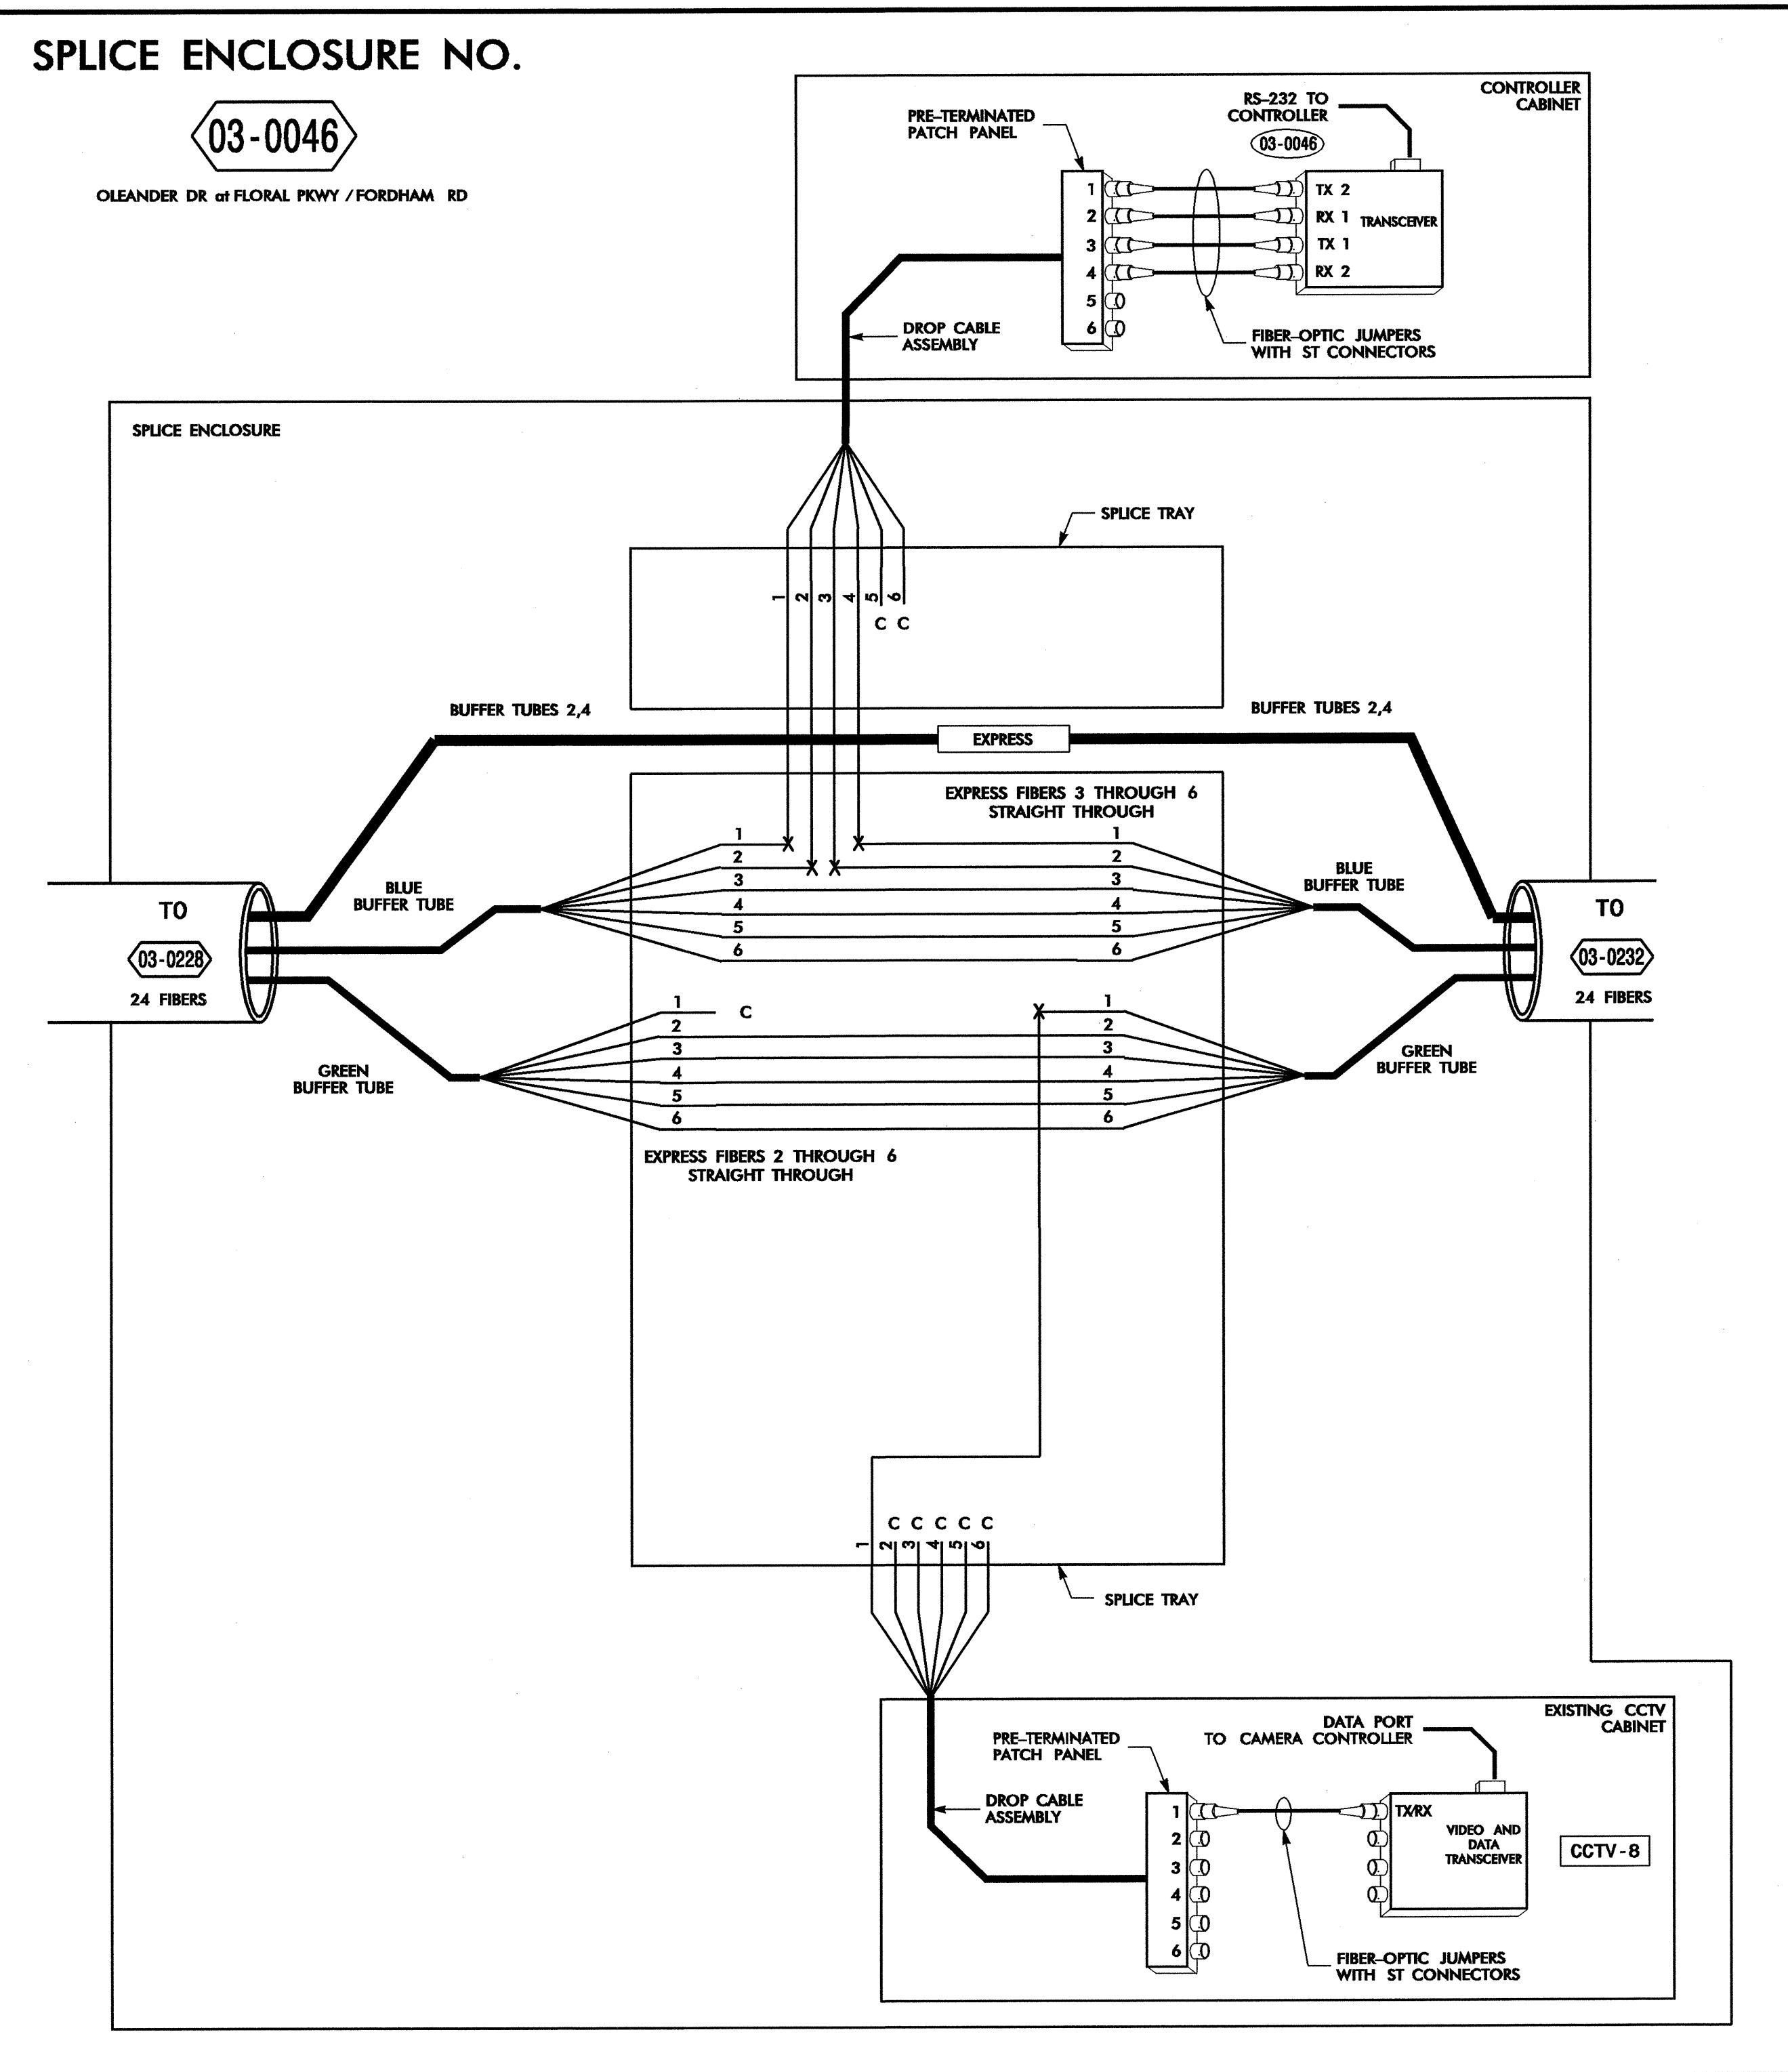 SPLICE ENCLOSURE NO.
03-0046
OLEANDER DR at FLORAL PKWY / FORDHAM RD
CONTROLLER
CABINET
RS-232 TO
CONTROLLER
03-0046
PRE-TERMINATED
PATCH PANEL
1
2
3
4
5
6
TX 2
RX 1
TX 1
RX 2
TRANSCEIVER
DROP CABLE
ASSEMBLY
FIBER-OPTIC JUMPERS
WITH ST CONNECTORS
SPLICE ENCLOSURE
SPLICE TRAY
1 2 3 4 5 6
C C
BUFFER TUBES 2,4
EXPRESS
BUFFER TUBES 2,4
EXPRESS FIBERS 3 THROUGH 6
STRAIGHT THROUGH
1 1
2 2
3 3
4 4
5 5
6 6
BLUE
BUFFER TUBE
BLUE
BUFFER TUBE
TO
03-0228
24 FIBERS
TO
03-0232
24 FIBERS
1 C 1
2 2
3 3
4 4
5 5
6 6
GREEN
BUFFER TUBE
GREEN
BUFFER TUBE
EXPRESS FIBERS 2 THROUGH 6
STRAIGHT THROUGH
C C C C C
1 2 3 4 5 6
SPLICE TRAY
EXISTING CCTV
CABINET
DATA PORT
TO CAMERA CONTROLLER
PRE-TERMINATED
PATCH PANEL
DROP CABLE
ASSEMBLY
1
2
3
4
5
6
TX/RX
VIDEO AND
DATA
TRANSCEIVER
CCTV-8
FIBER-OPTIC JUMPERS
WITH ST CONNECTORS